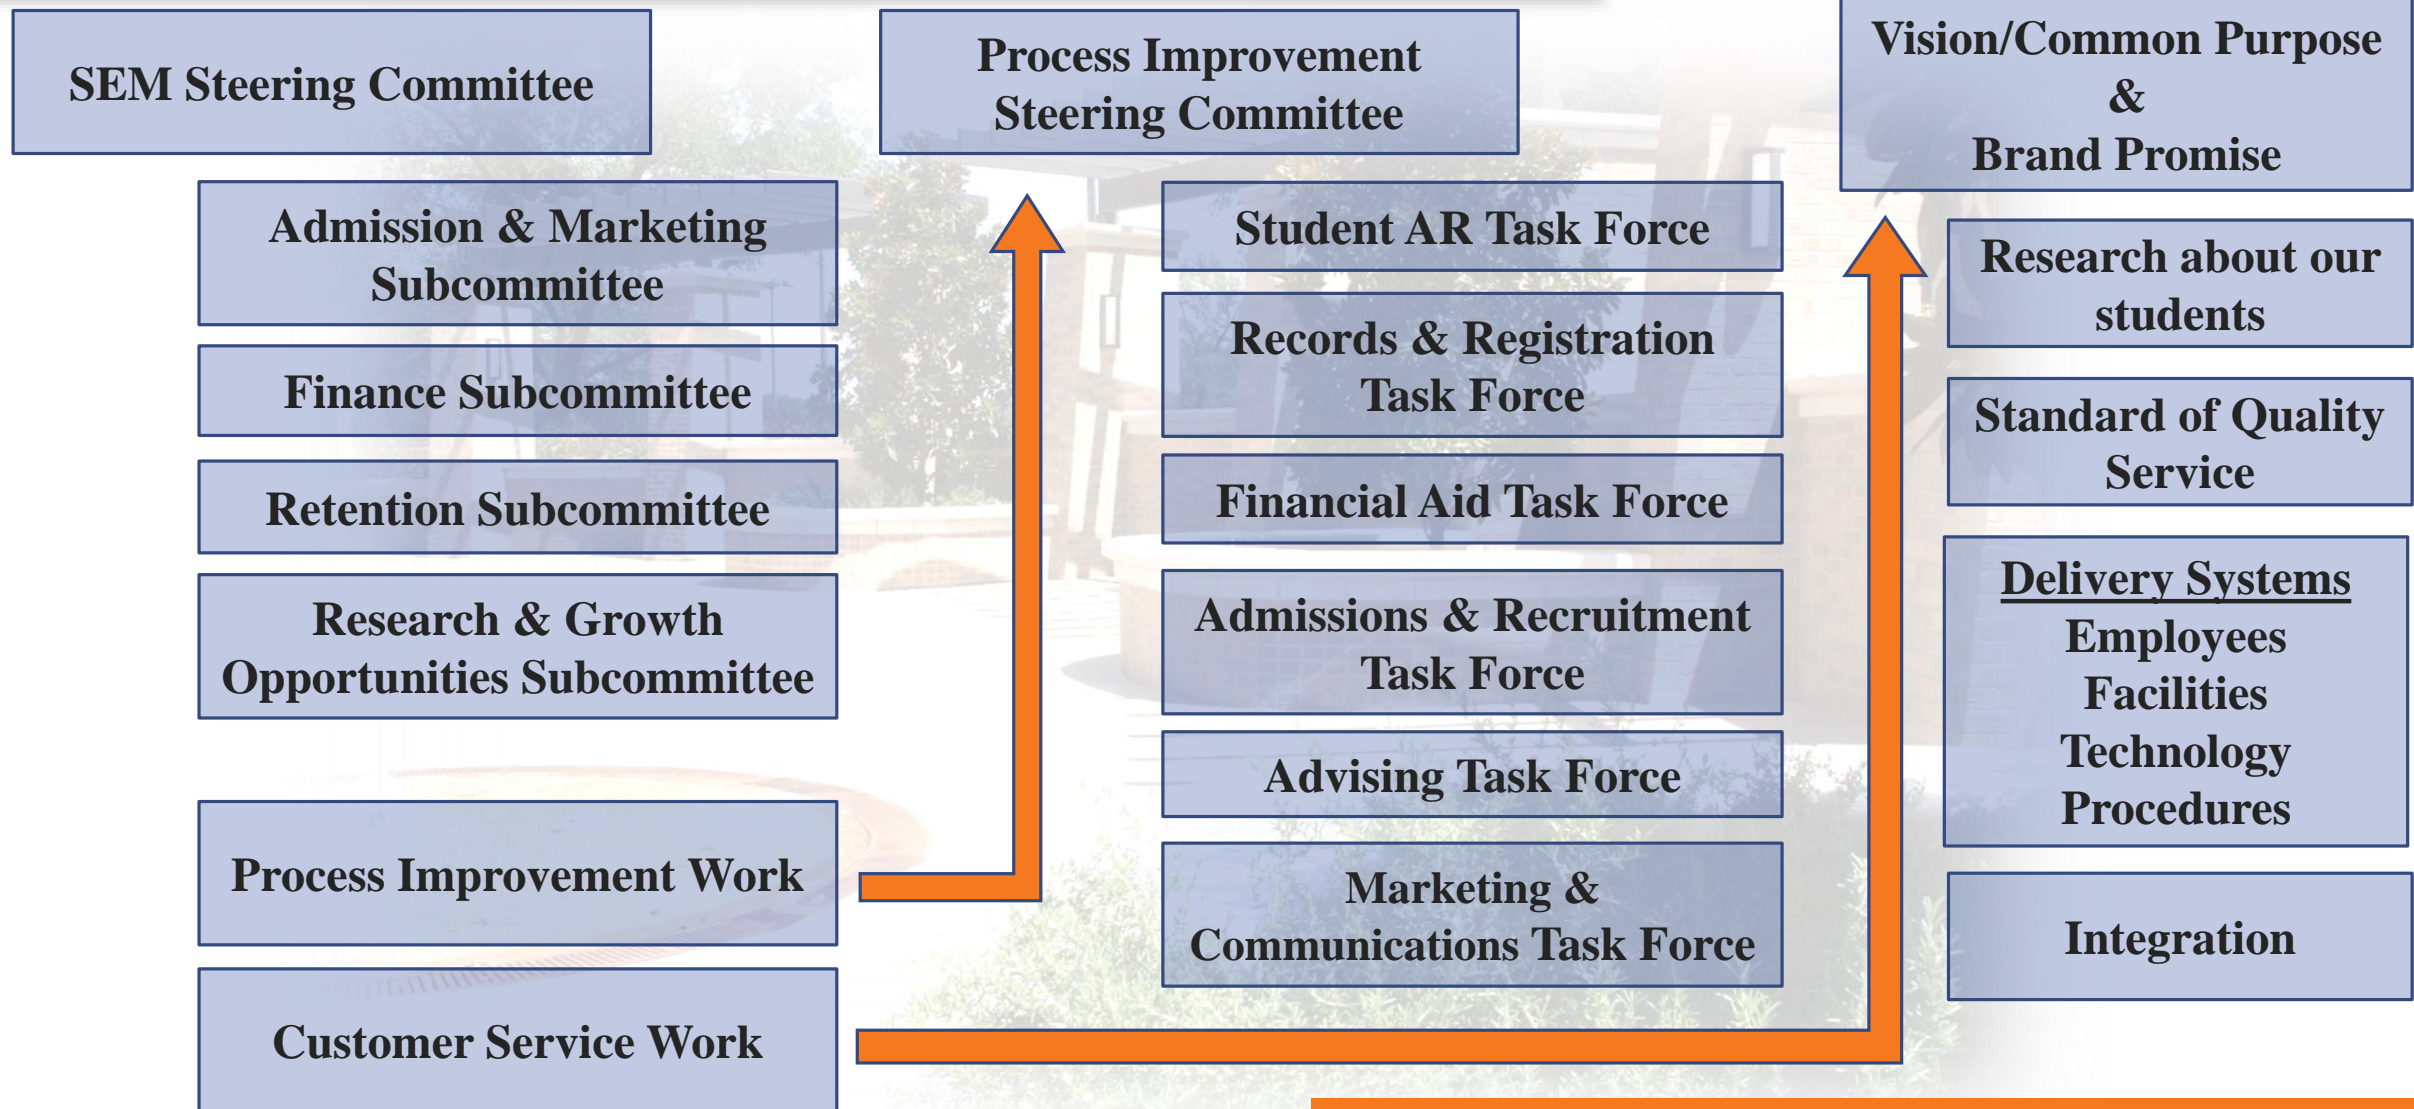 SEM Steering Committee
Admission & Marketing
Subcommittee
Finance Subcommittee
Retention Subcommittee
Research & Growth
Opportunities Subcommittee
Process Improvement Work
Customer Service Work
Process Improvement
Steering Committee
Student AR Task Force
Records & Registration
Task Force
Financial Aid Task Force
Admissions & Recruitment
Task Force
Advising Task Force
Marketing &
Communications Task Force
Vision/Common Purpose
&
Brand Promise
Research about our
students
Standard of Quality
Service
Delivery Systems
Employees
Facilities
Technology
Procedures
Integration